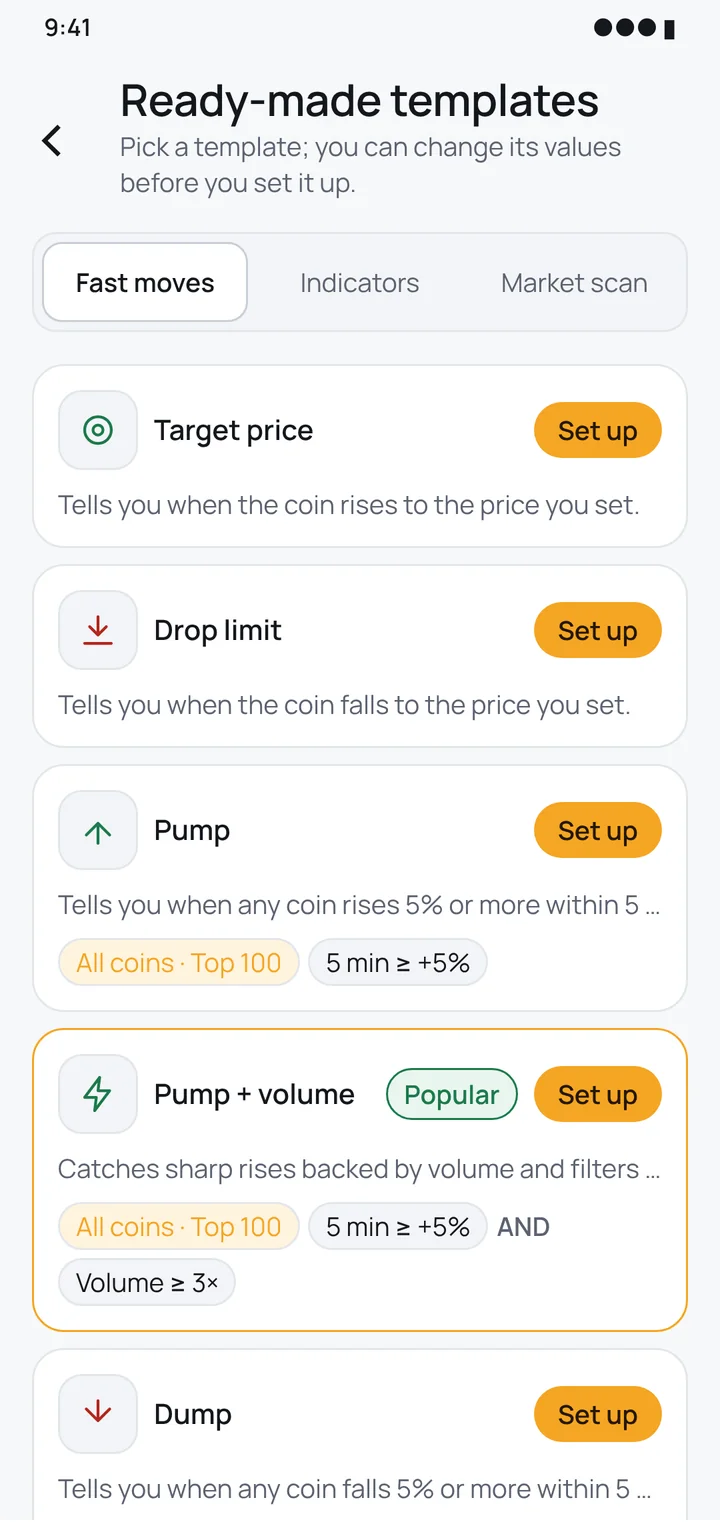 9:41
Ready-made templates
Pick a template; you can change its values
before you set it up.
Fast moves Indicators Market scan
Target price Set up
Tells you when the coin rises to the price you set.
Drop limit Set up
Tells you when the coin falls to the price you set.
Pump Set up
Tells you when any coin rises 5% or more within 5 ...
All coins · Top 100 5 min ≥ +5%
Pump + volume Popular Set up
Catches sharp rises backed by volume and filters ...
All coins · Top 100 5 min ≥ +5% AND
Volume ≥ 3×
Dump Set up
Tells you when any coin falls 5% or more within 5 ...